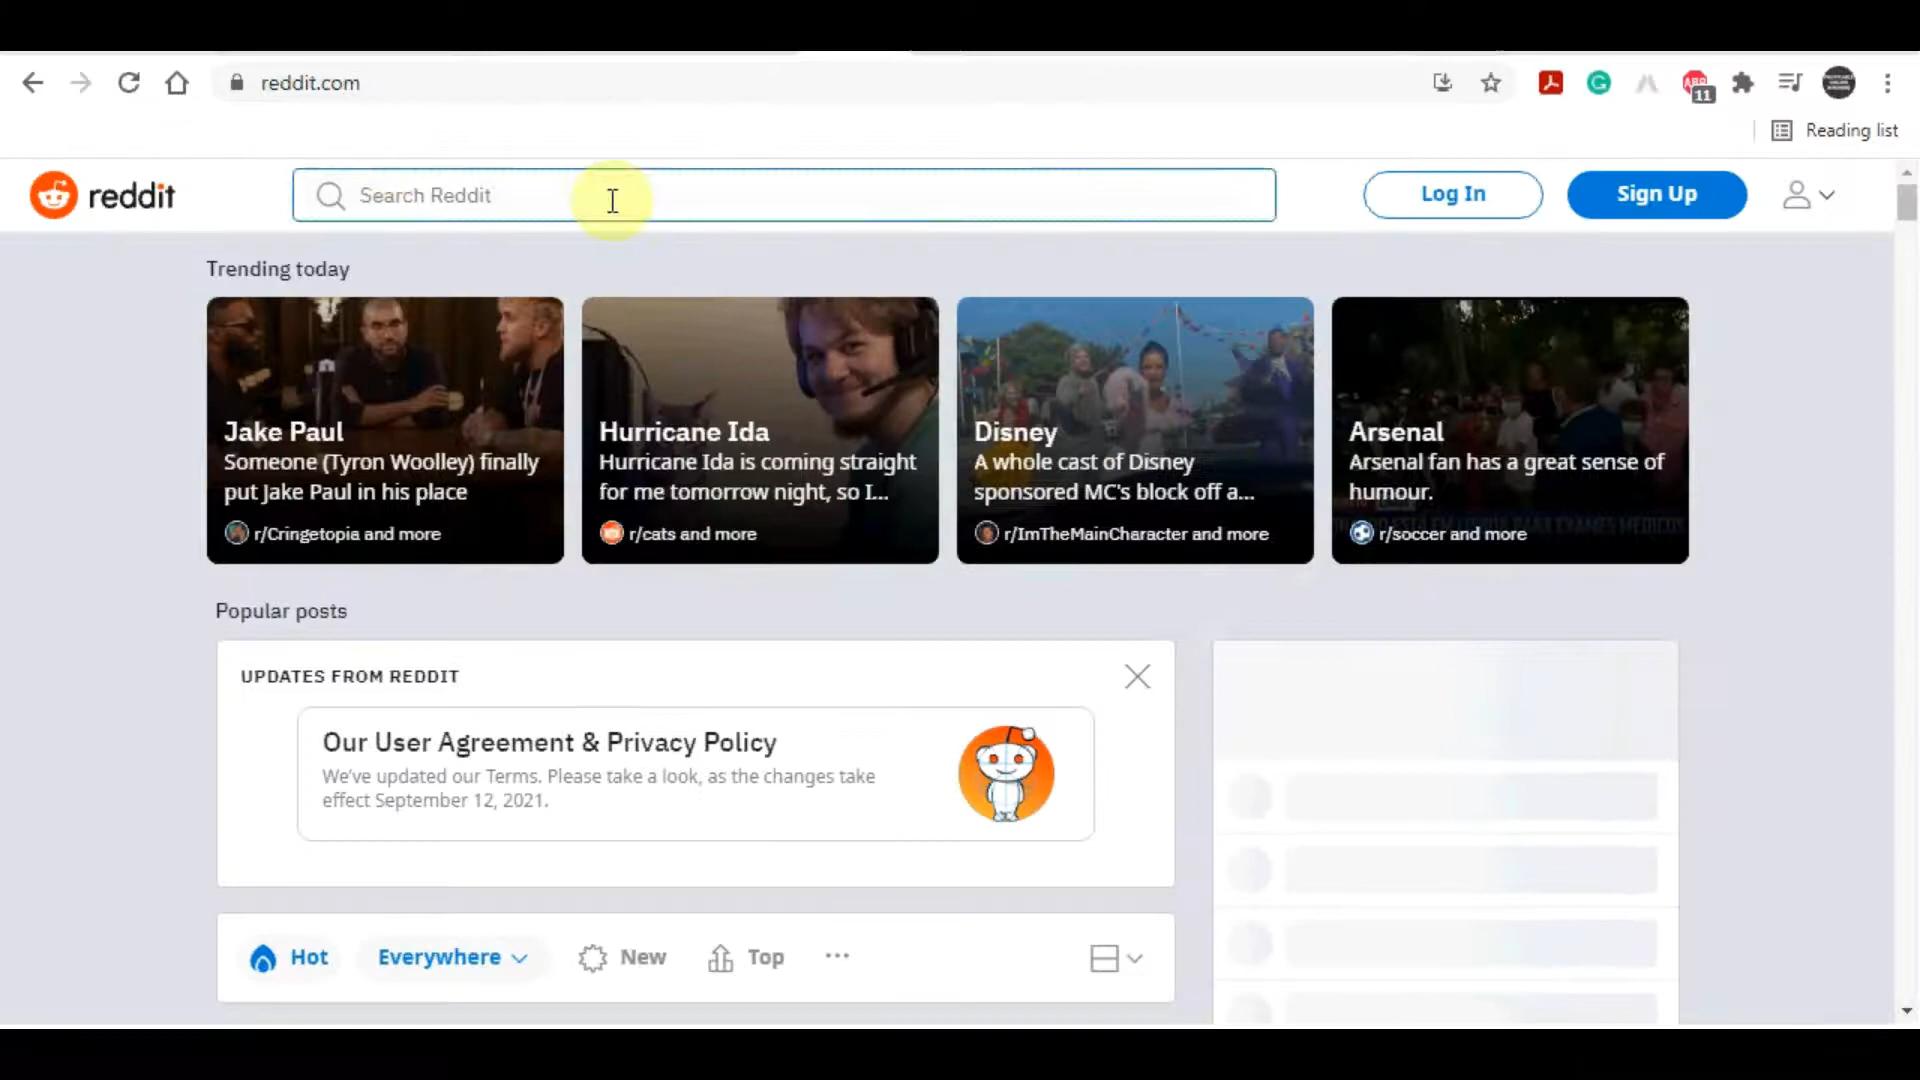 reddit.com
ABP
11
Reading list
reddit
Search Reddit
Log In
Sign Up
Trending today
Jake Paul
Someone (Tyron Woolley) finally
put Jake Paul in his place
r/Cringetopia and more
Hurricane Ida
Hurricane Ida is coming straight
for me tomorrow night, so I...
r/cats and more
Disney
A whole cast of Disney
sponsored MC's block off a...
r/ImTheMainCharacter and more
Arsenal
Arsenal fan has a great sense of
humour.
r/soccer and more
Popular posts
UPDATES FROM REDDIT
Our User Agreement & Privacy Policy
We've updated our Terms. Please take a look, as the changes take
effect September 12, 2021.
Hot
Everywhere
New
Top